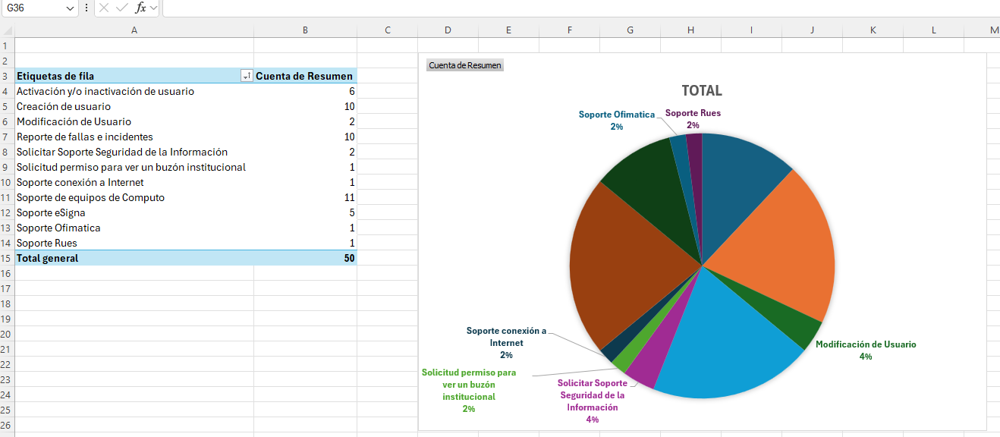 G36
fx
A B C D E F G H I J K L M
1
2
3 Etiquetas de fila Cuenta de Resumen
4 Activación y/o inactivación de usuario 6
5 Creación de usuario 10
6 Modificación de Usuario 2
7 Reporte de fallas e incidentes 10
8 Solicitar Soporte Seguridad de la Información 2
9 Solicitud permiso para ver un buzón institucional 1
10 Soporte conexión a Internet 1
11 Soporte de equipos de Computo 11
12 Soporte eSigna 5
13 Soporte Ofimatica 1
14 Soporte Rues 1
15 Total general 50
16
17
18
19
20
21
22
23
24
25
26
Cuenta de Resumen
TOTAL
Soporte Ofimatica
2%
Soporte Rues
2%
Modificación de Usuario
4%
Soporte conexión a
Internet
2%
Solicitud permiso para
ver un buzón
institucional
2%
Solicitar Soporte
Seguridad de la
Información
4%